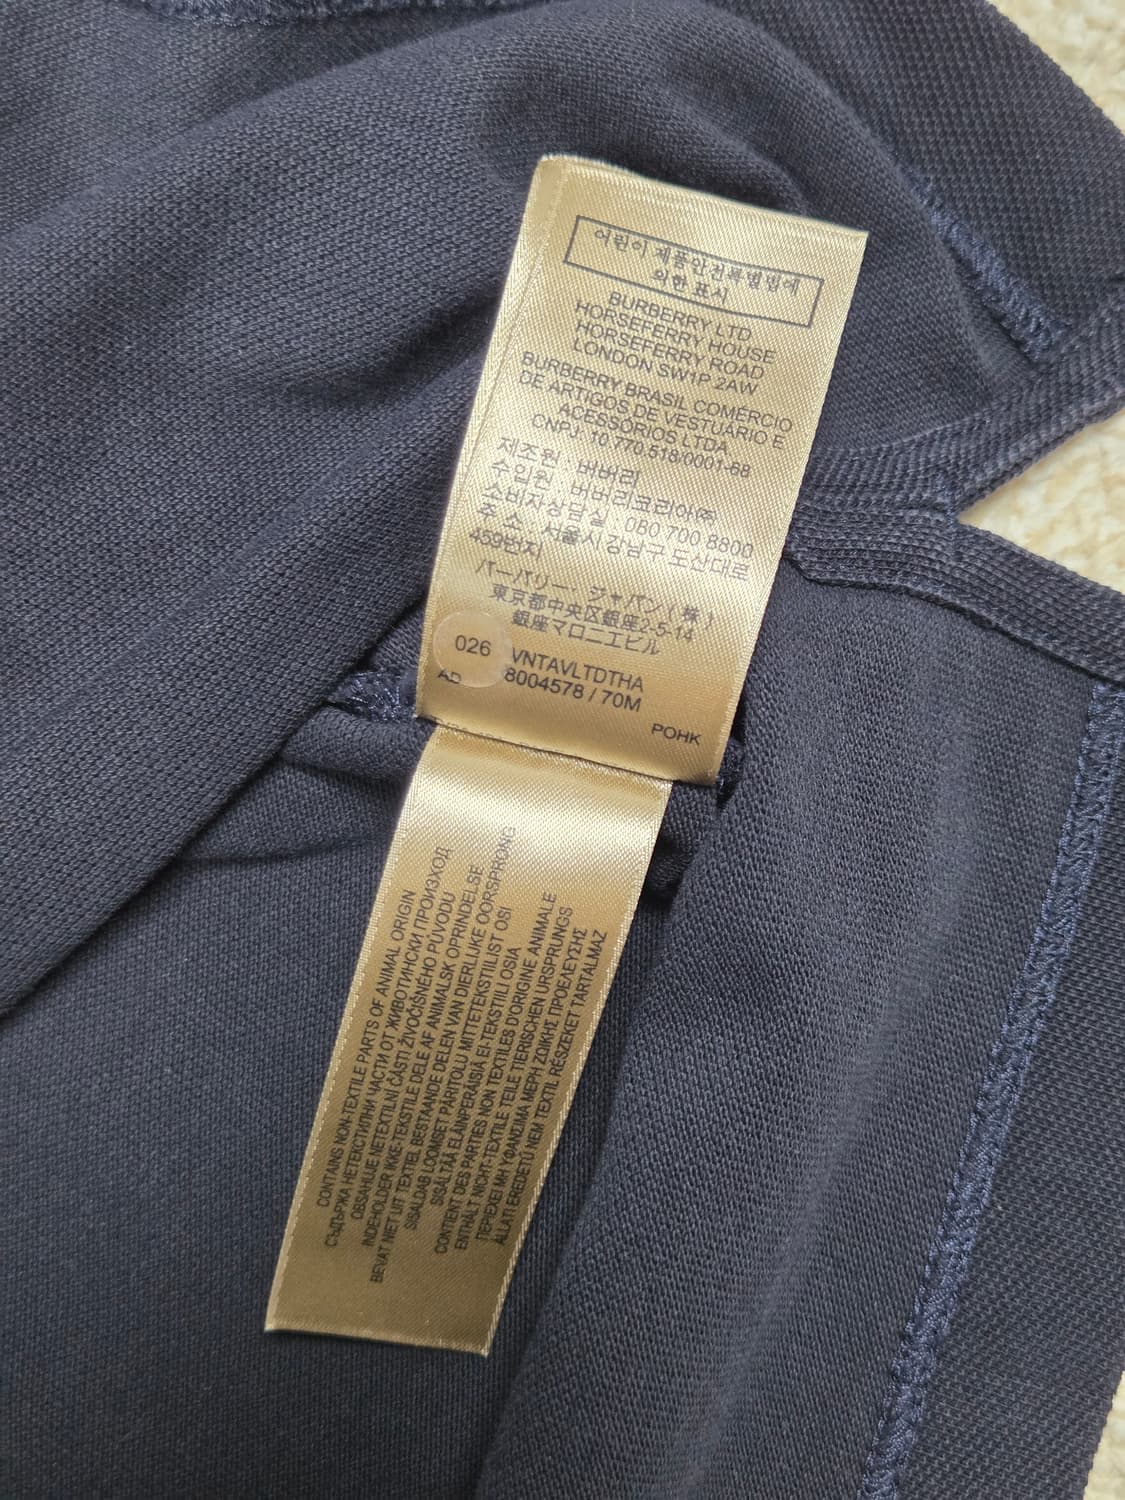 어린이 제품안전특별법에
의한 표시
BURBERRY LTD
HORSEFERRY HOUSE
HORSEFERRY ROAD
LONDON SW1P 2AW
BURBERRY BRASIL COMÉRCIO
DE ARTIGOS DE VESTUÁRIO E
ACESSÓRIOS LTDA
CNPJ: 10.770.518/0001-68
제조원 : 버버리
수입원 : 버버리코리아㈜
소비자상담실 : 080 700 8800
주 소 : 서울시 강남구 도산대로
459번지
バーバリー・ジャパン(株)
東京都中央区銀座2-5-14
銀座マロニエビル
026 VNTAVLTDTHA
AD 8004578 / 70M
POHK
CONTAINS NON-TEXTILE PARTS OF ANIMAL ORIGIN
СЪДЪРЖА НЕТЕКСТИЛНИ ЧАСТИ ОТ ЖИВОТИНСКИ ПРОИЗХОД
OBSAHUJE NETEXTILNÍ ČÁSTI ŽIVOČIŠNÉHO PŮVODU
INDEHOLDER IKKE-TEKSTILE DELE AF ANIMALSK OPRINDELSE
BEVAT NIET UIT TEXTIEL BESTAANDE DELEN VAN DIERLIJKE OORSPRONG
SISALDAB LOOMSET PÄRITOLU MITTETEKSTIILIST OSI
SISÄLTÄÄ ELÄINPERÄISIÄ EI-TEKSTIILI OSIA
CONTENT DES PARTIES NON TEXTILES D'ORIGINE ANIMALE
ENTHÄLT NICHT-TEXTILE TEILE TIERISCHEN URSPRUNGS
ΠΕΡΙΕΧΕΙ ΜΗ ΥΦΑΝΣΙΜΑ ΜΕΡΗ ΖΩΙΚΗΣ ΠΡΟΕΛΕΥΣΗΣ
ÁLLATI EREDETŰ NEM TEXTIL RÉSZEKET TARTALMAZ